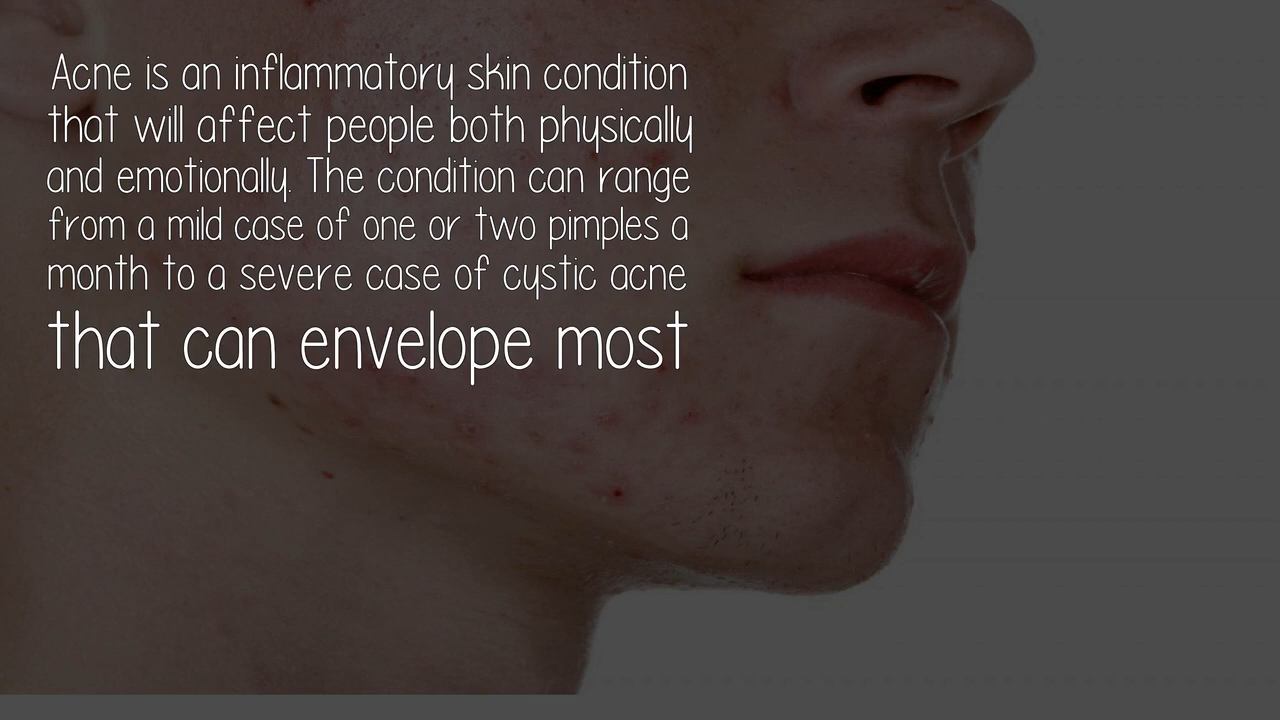 Acne is an inflammatory skin condition
that will affect people both physically
and emotionally. The condition can range
from a mild case of one or two pimples a
month to a severe case of cystic acne
that can envelope most